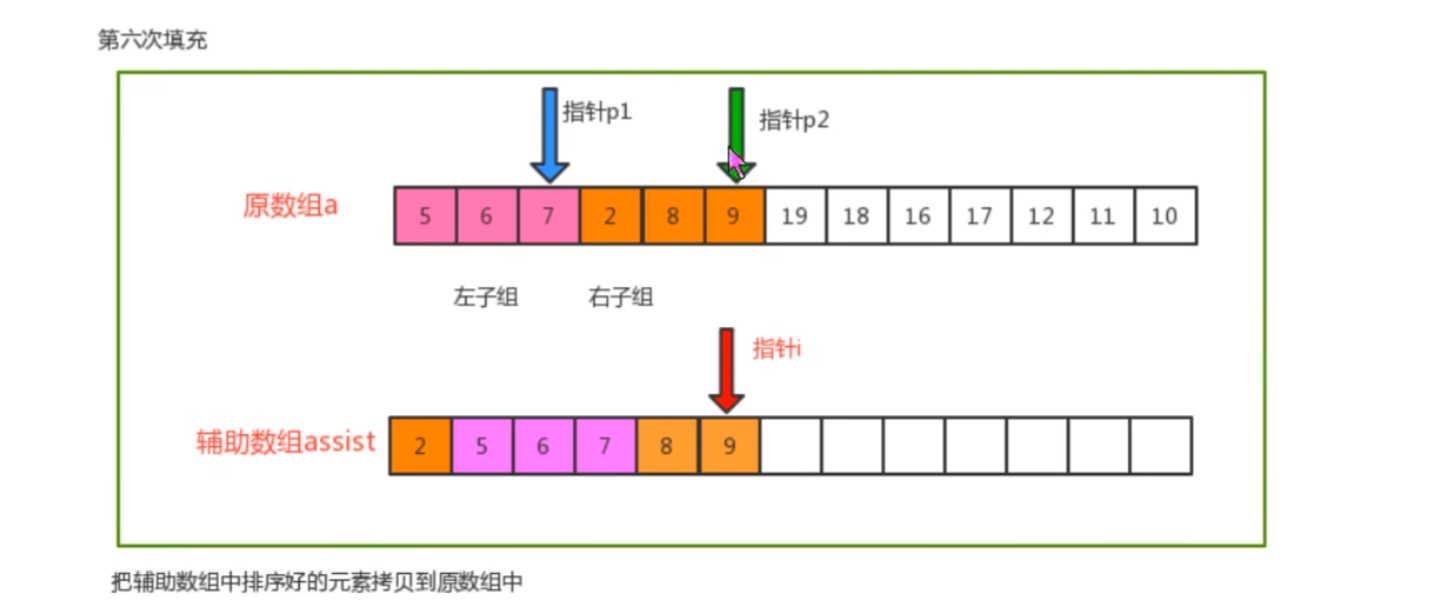 第六次填充
指针p1
指针p2
原数组a
5 6 7 2 8 9 19 18 16 17 12 11 10
左子组 右子组
指针i
辅助数组assist
2 5 6 7 8 9
把辅助数组中排序好的元素拷贝到原数组中